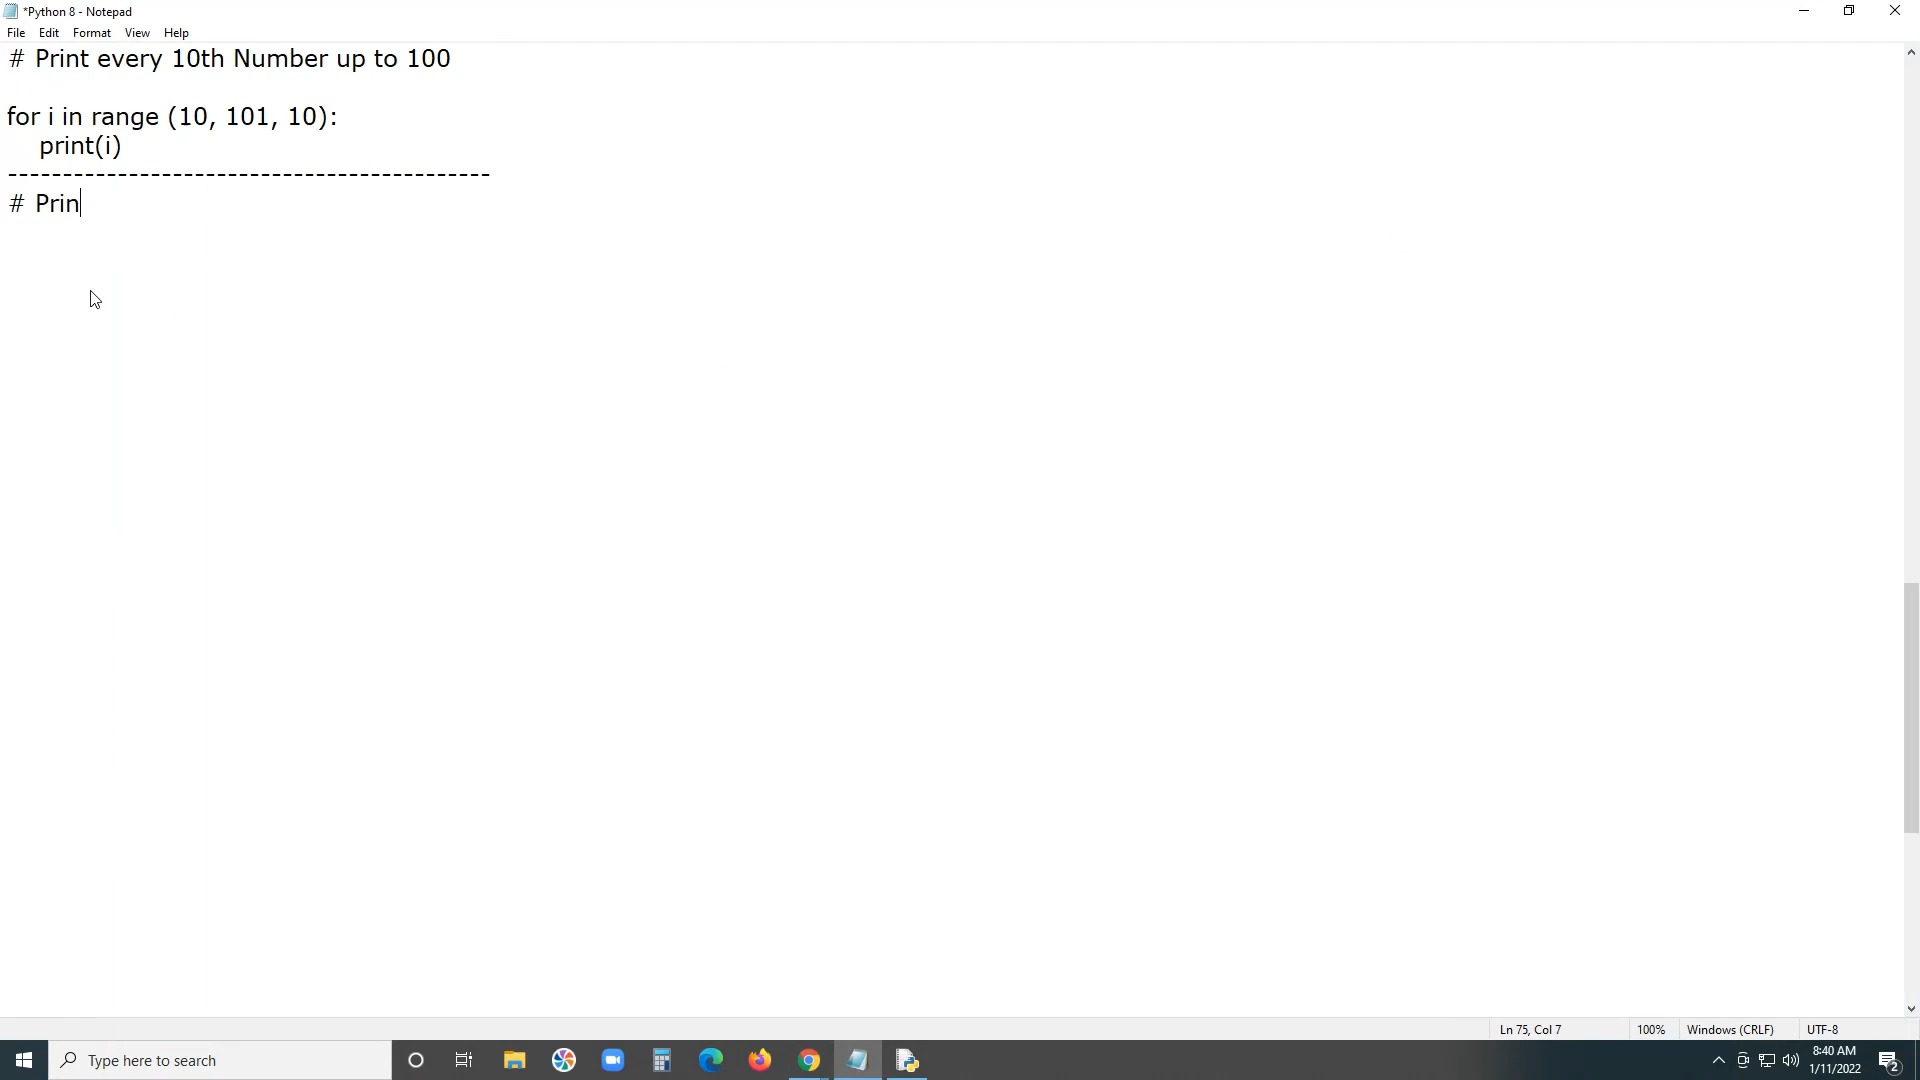 *Python 8 - Notepad
File Edit Format View Help
# Print every 10th Number up to 100
for i in range (10, 101, 10):
print(i)
--------------------------------------------
# Prin
Ln 75, Col 7 100% Windows (CRLF) UTF-8
Type here to search
8:40 AM
1/11/2022
2